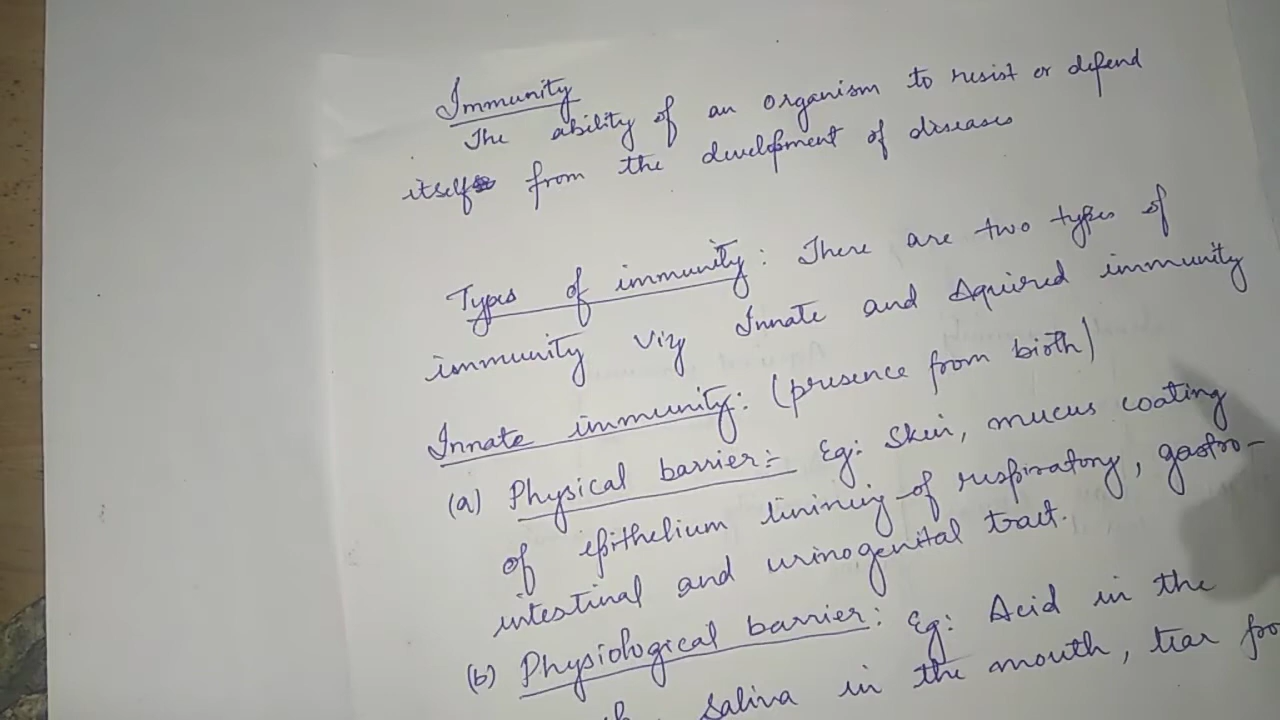 Immunity
The ability of an organism to resist or defend
itself from the development of diseases
Types of immunity: There are two types of
immunity viz Innate and Aquired immunity
Innate immunity: (presence from birth)
(a) Physical barrier:- Eg: Skin, mucus coating
of epithelium lining of respiratory, gastro-
intestinal and urinogenital tract.
(b) Physiological barrier: Eg: Acid in the
saliva in the mouth, tear